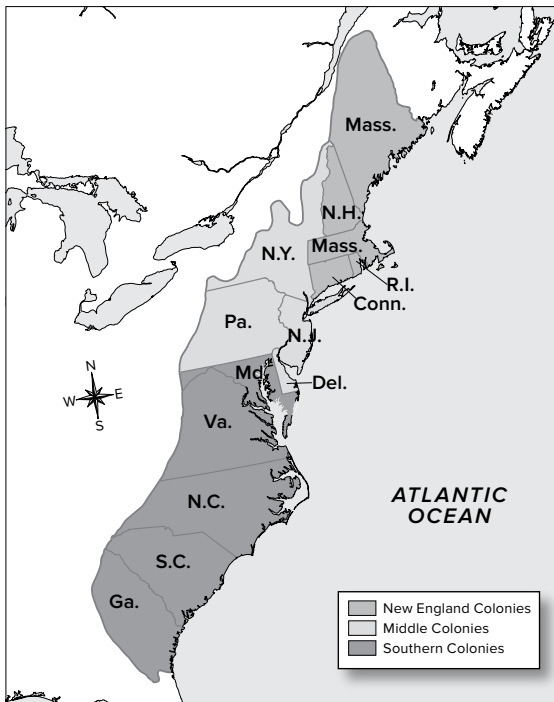 Mass.
N.H.
Mass.
N.Y.
R.I.
Conn.
Pa.
N.J.
Md.
Del.
N
W E
S
Va.
N.C.
ATLANTIC
OCEAN
S.C.
Ga.
New England Colonies
Middle Colonies
Southern Colonies